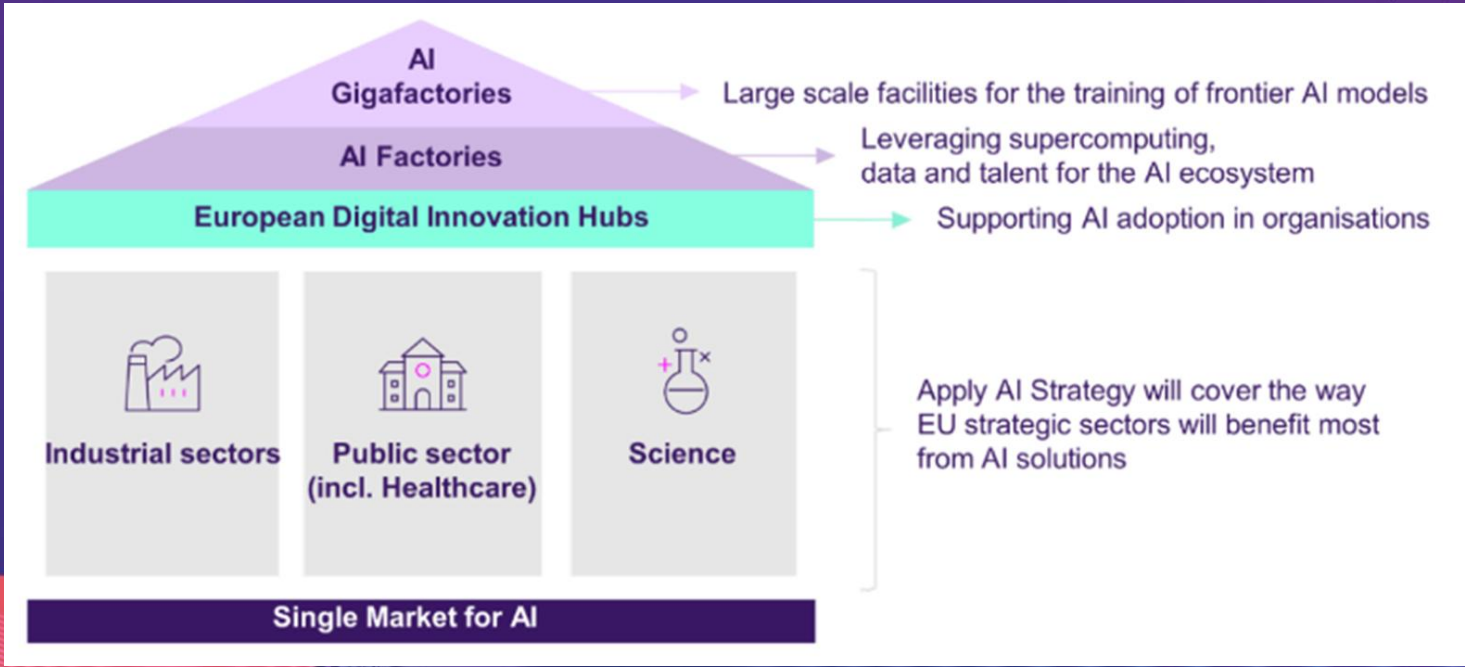 AI
Gigafactories
Large scale facilities for the training of frontier AI models
AI Factories
Leveraging supercomputing,
data and talent for the AI ecosystem
European Digital Innovation Hubs
Supporting AI adoption in organisations
Industrial sectors
Public sector
(incl. Healthcare)
Science
Apply AI Strategy will cover the way
EU strategic sectors will benefit most
from AI solutions
Single Market for AI